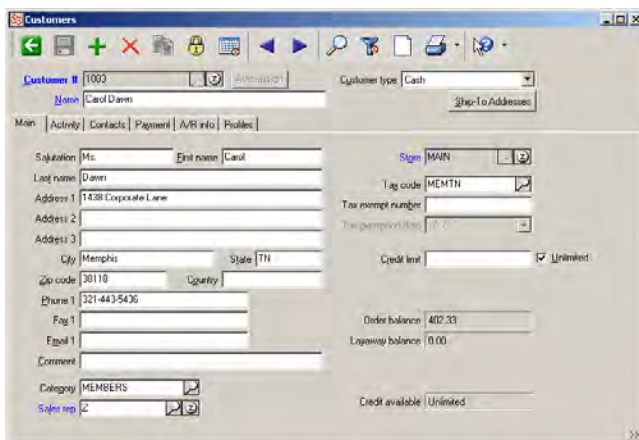 Customers
Customer # 1003 Auto-assign Customer type Cash
Name Carol Dawn Ship-To Addresses
Main Activity Contacts Payment A/R info Profiles
Salutation Ms. First name Carol Store MAIN
Last name Dawn Tax code MEMTN
Address 1 1438 Corporate Lane Tax exempt number
Address 2
Address 3 Credit limit Unlimited
City Memphis State TN
Zip code 38118 Country
Phone 1 321-443-5436
Fax 1 Order balance 402.33
Email 1 Layaway balance 0.00
Comment
Category MEMBERS
Sales rep Z Credit available Unlimited